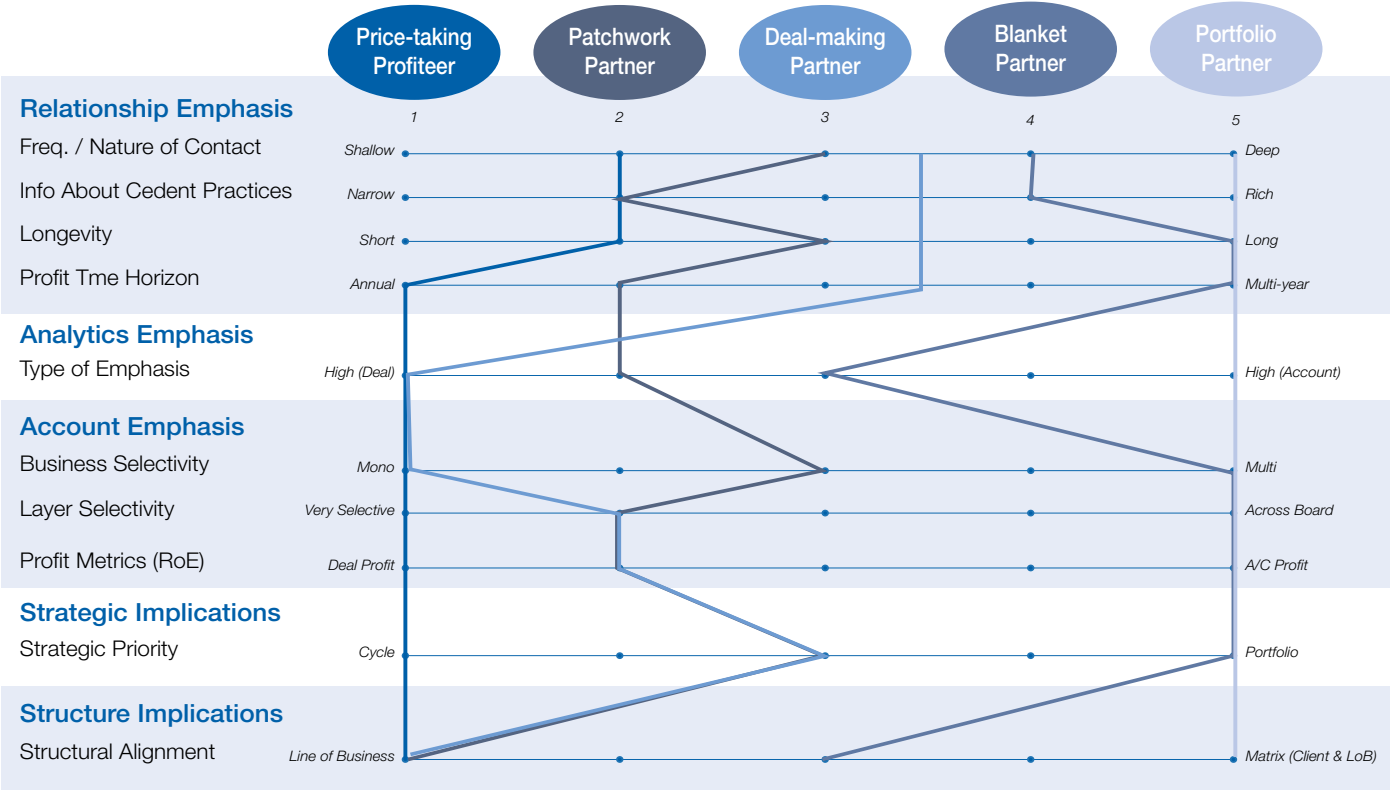 Price-taking
Profiteer
Patchwork
Partner
Deal-making
Partner
Blanket
Partner
Portfolio
Partner
Relationship Emphasis
1 2 3 4 5
Freq. / Nature of Contact Shallow Deep
Info About Cedent Practices Narrow Rich
Longevity Short Long
Profit Tme Horizon Annual Multi-year
Analytics Emphasis
Type of Emphasis High (Deal) High (Account)
Account Emphasis
Business Selectivity Mono Multi
Layer Selectivity Very Selective Across Board
Profit Metrics (RoE) Deal Profit A/C Profit
Strategic Implications
Strategic Priority Cycle Portfolio
Structure Implications
Structural Alignment Line of Business Matrix (Client & LoB)